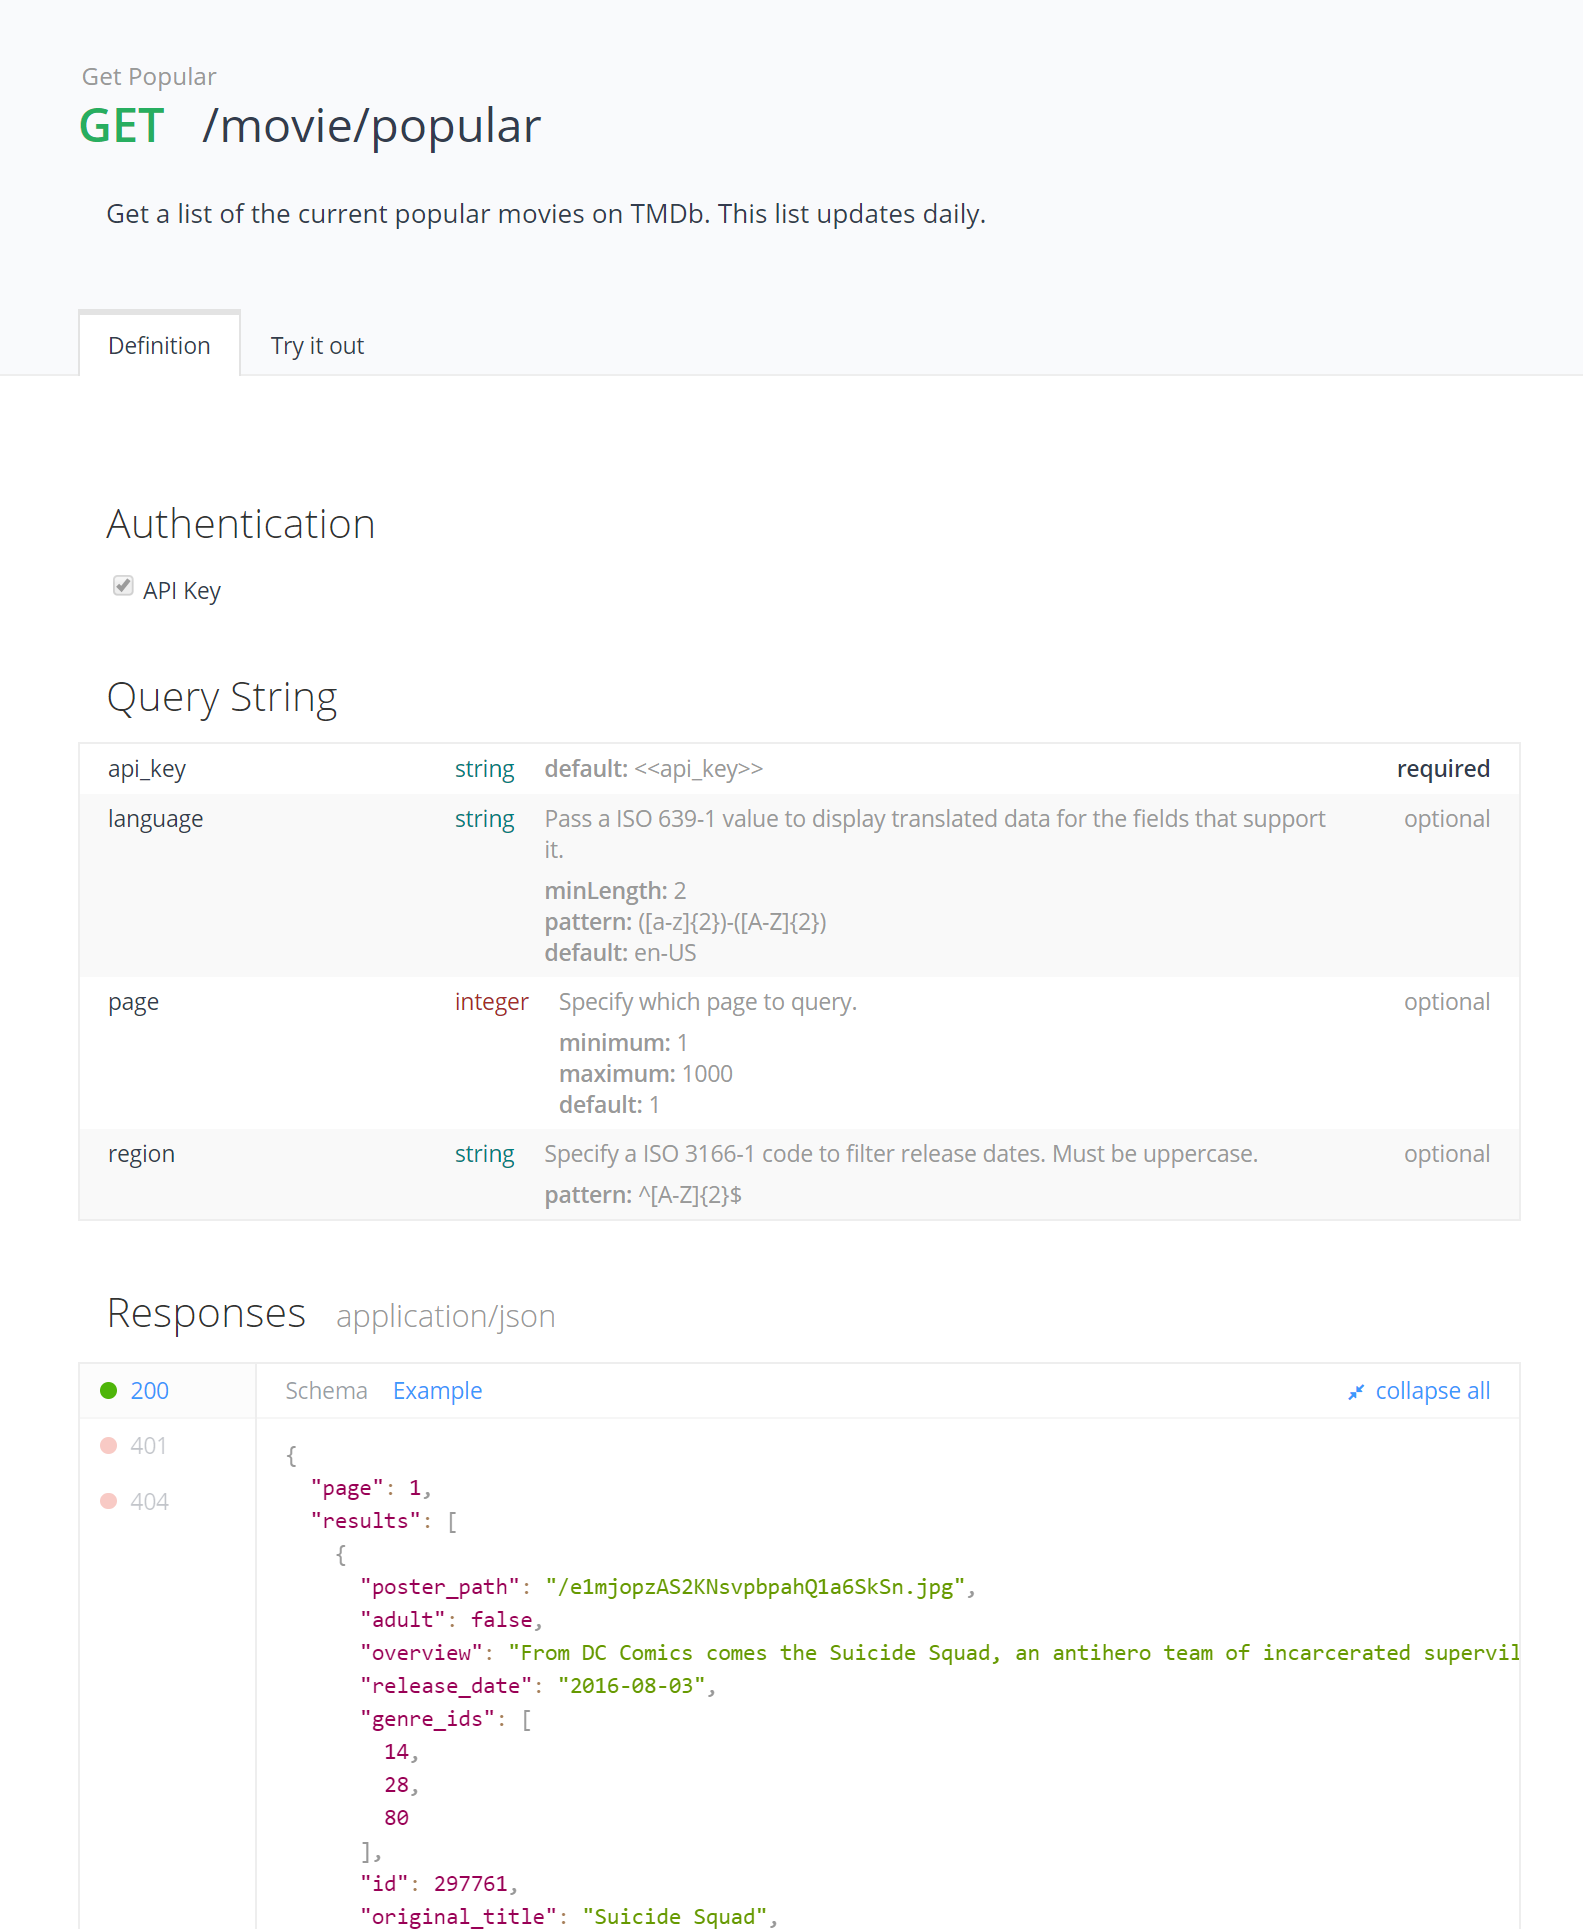 Get Popular
GET /movie/popular
Get a list of the current popular movies on TMDb. This list updates daily.
Definition Try it out
Authentication
API Key
Query String
api_key string default: <<api_key>> required
language string Pass a ISO 639-1 value to display translated data for the fields that support optional
it.
minLength: 2
pattern: ([a-z]{2})-([A-Z]{2})
default: en-US
page integer Specify which page to query. optional
minimum: 1
maximum: 1000
default: 1
region string Specify a ISO 3166-1 code to filter release dates. Must be uppercase. optional
pattern: ^[A-Z]{2}$
Responses application/json
200 Schema Example collapse all
401
404
{
"page": 1,
"results": [
{
"poster_path": "/e1mjopzAS2KNsvpbpahQ1a6SkSn.jpg",
"adult": false,
"overview": "From DC Comics comes the Suicide Squad, an antihero team of incarcerated supervil
"release_date": "2016-08-03",
"genre_ids": [
14,
28,
80
],
"id": 297761,
"original_title": "Suicide Squad",